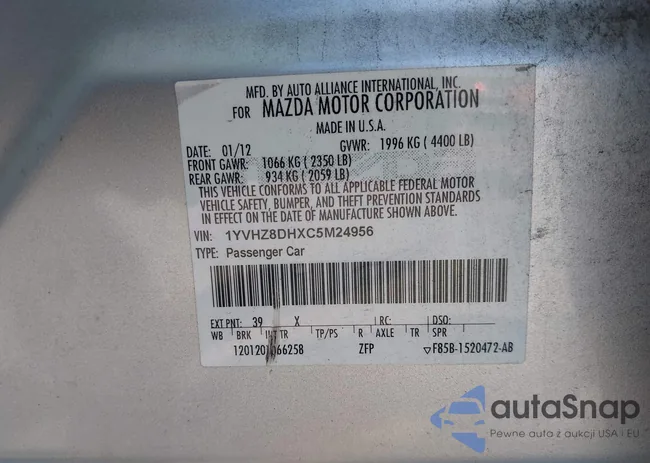 MFD. BY AUTO ALLIANCE INTERNATIONAL, INC.
FOR MAZDA MOTOR CORPORATION
MADE IN U.S.A.
DATE: 01/12 GVWR: 1996 KG ( 4400 LB)
FRONT GAWR: 1066 KG ( 2350 LB)
REAR GAWR: 934 KG ( 2059 LB)
THIS VEHICLE CONFORMS TO ALL APPLICABLE FEDERAL MOTOR
VEHICLE SAFETY, BUMPER, AND THEFT PREVENTION STANDARDS
IN EFFECT ON THE DATE OF MANUFACTURE SHOWN ABOVE.
VIN: 1YVHZ8DHXC5M24956
TYPE: Passenger Car
EXT PNT: 39 X RC: DSO:
WB BRK INT TR TP/PS R AXLE TR SPR
ZFP F85B-1520472-AB
autoSnap
Pewne auta z aukcji USA i EU